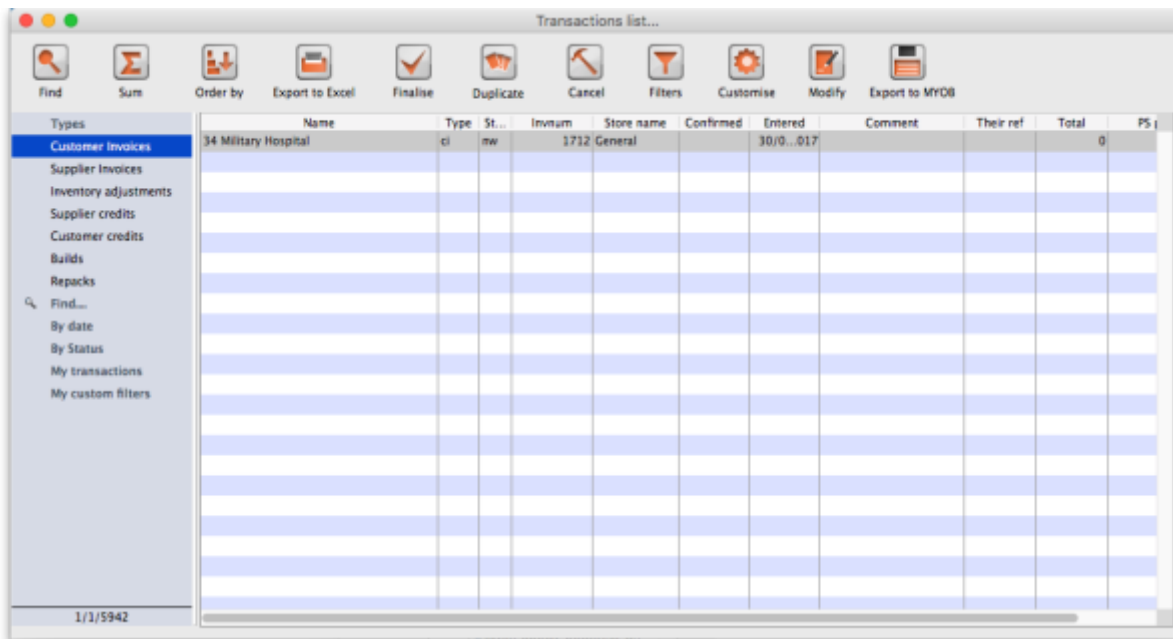 Transactions list...
Find Sum Order by Export to Excel Finalise Duplicate Cancel Filters Customise Modify Export to MYOB
Types
Customer Invoices
Supplier Invoices
Inventory adjustments
Supplier credits
Customer credits
Builds
Repacks
Find...
By date
By Status
My transactions
My custom filters
1/1/5942
Name Type St... Invnum Store name Confirmed Entered Comment Their ref Total PS
34 Military Hospital ci nw 1712 General 30/0...017 0